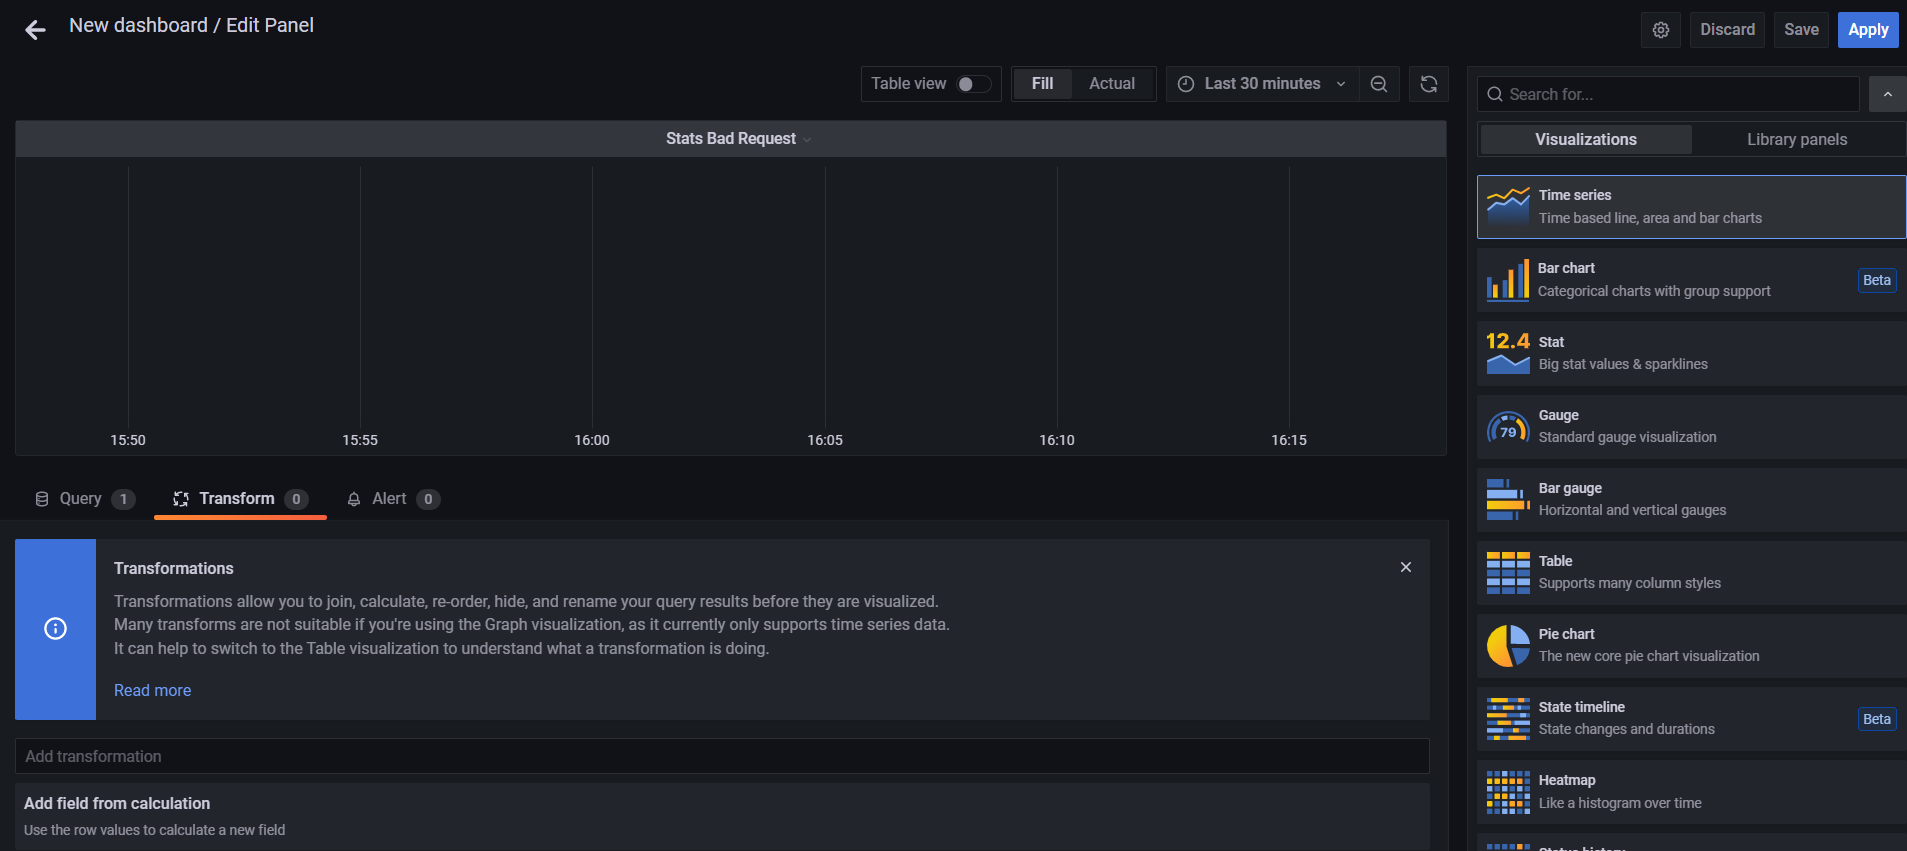 New dashboard / Edit Panel
Discard
Save
Apply
Table view
Fill
Actual
Last 30 minutes
Search for...
Visualizations
Library panels
Stats Bad Request
15:50
15:55
16:00
16:05
16:10
16:15
Query 1
Transform 0
Alert 0
Transformations
Transformations allow you to join, calculate, re-order, hide, and rename your query results before they are visualized.
Many transforms are not suitable if you're using the Graph visualization, as it currently only supports time series data.
It can help to switch to the Table visualization to understand what a transformation is doing.
Read more
Add transformation
Add field from calculation
Use the row values to calculate a new field
Time series
Time based line, area and bar charts
Bar chart
Categorical charts with group support
Beta
12.4
Stat
Big stat values & sparklines
79
Gauge
Standard gauge visualization
Bar gauge
Horizontal and vertical gauges
Table
Supports many column styles
Pie chart
The new core pie chart visualization
State timeline
State changes and durations
Beta
Heatmap
Like a histogram over time
Status history